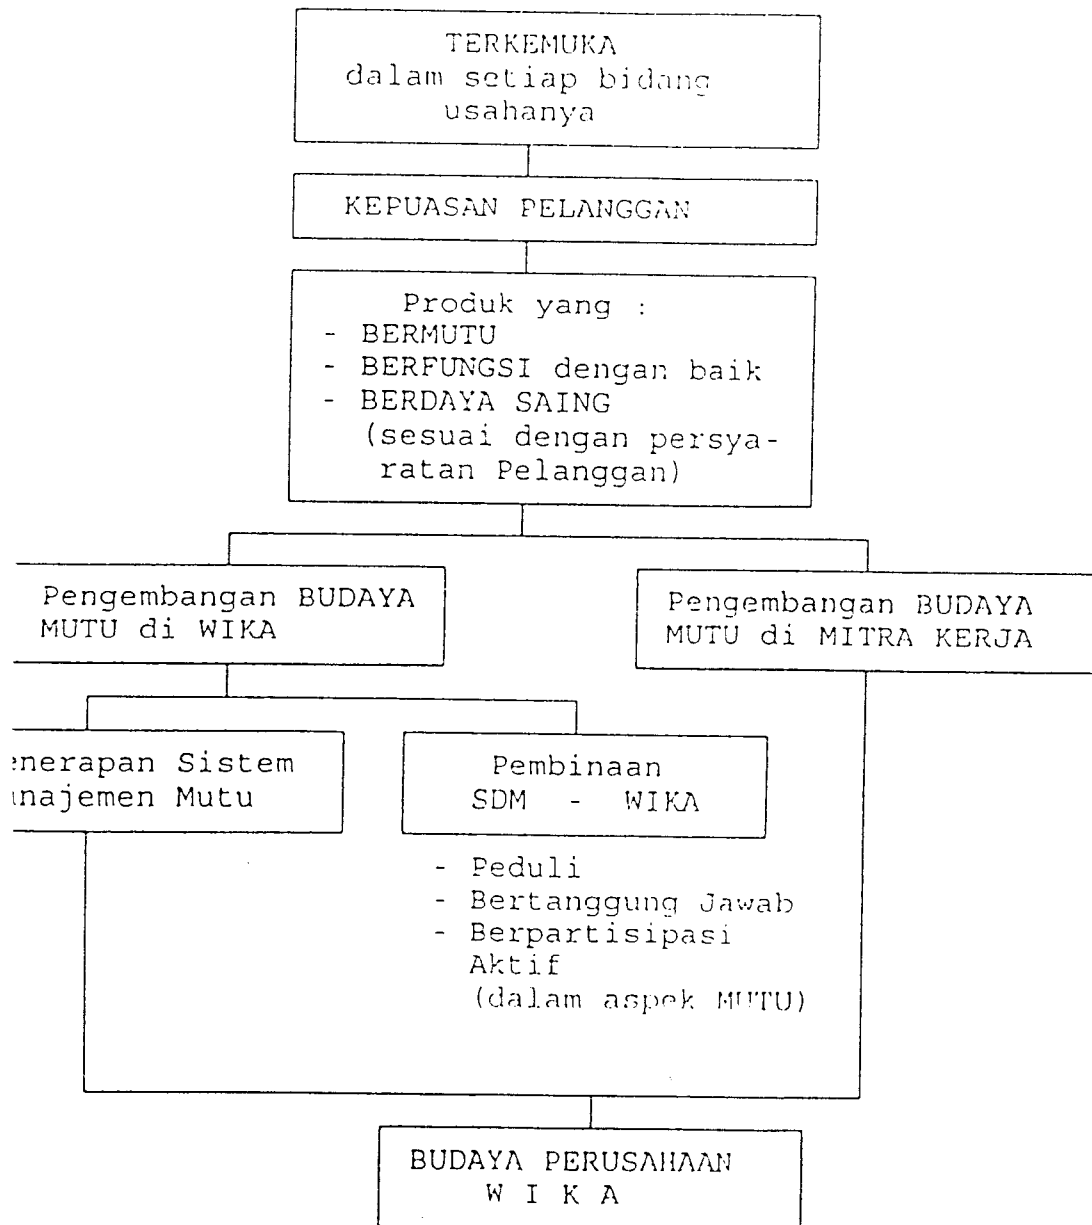 TERKEMUKA
dalam setiap bidang
usahanya
KEPUASAN PELANGGAN
Produk yang :
- BERMUTU
- BERFUNGSI dengan baik
- BERDAYA SAING
(sesuai dengan persya-
ratan Pelanggan)
Pengembangan BUDAYA
MUTU di WIKA
Pengembangan BUDAYA
MUTU di MITRA KERJA
enerapan Sistem
najemen Mutu
Pembinaan
SDM - WIKA
- Peduli
- Bertanggung Jawab
- Berpartisipasi
Aktif
(dalam aspek MUTU)
BUDAYA PERUSAHAAN
W I K A